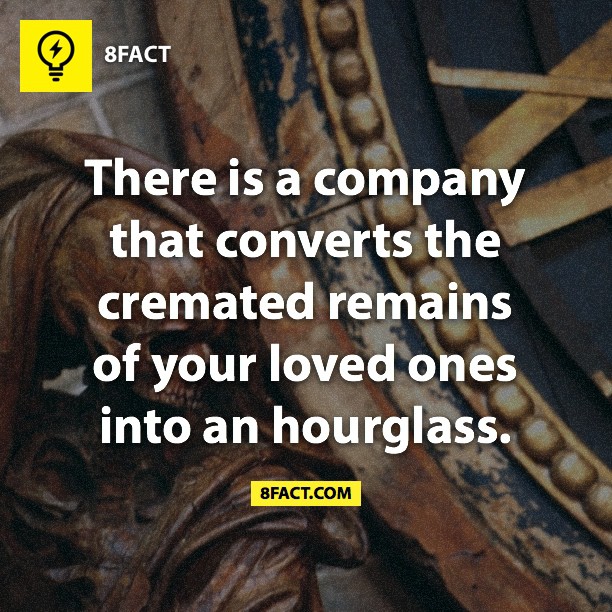 8FACT
There is a company
that converts the
cremated remains
of your loved ones
into an hourglass.
8FACT.COM